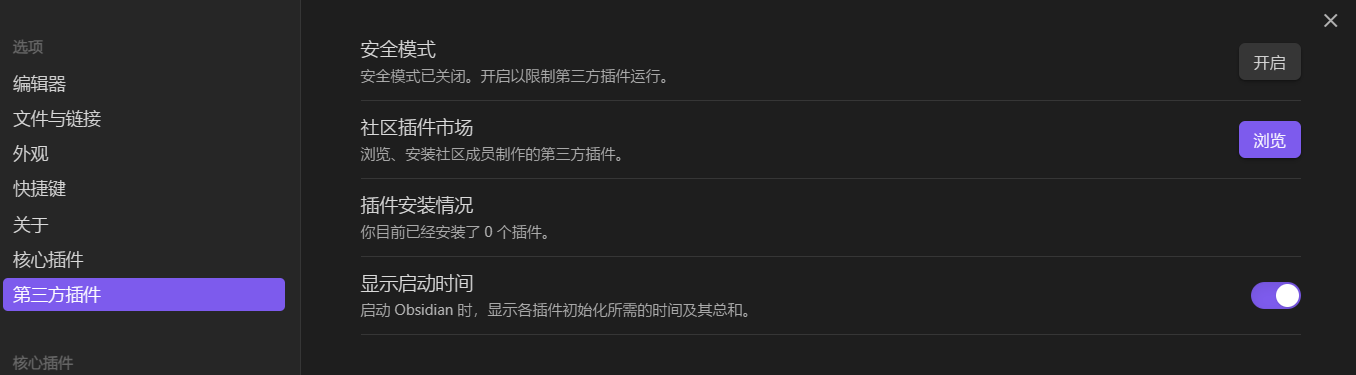 选项
编辑器
文件与链接
外观
快捷键
关于
核心插件
第三方插件
核心插件
安全模式
安全模式已关闭。开启以限制第三方插件运行。
开启
社区插件市场
浏览、安装社区成员制作的第三方插件。
浏览
插件安装情况
你目前已经安装了 0 个插件。
显示启动时间
启动 Obsidian 时，显示各插件初始化所需的时间及其总和。